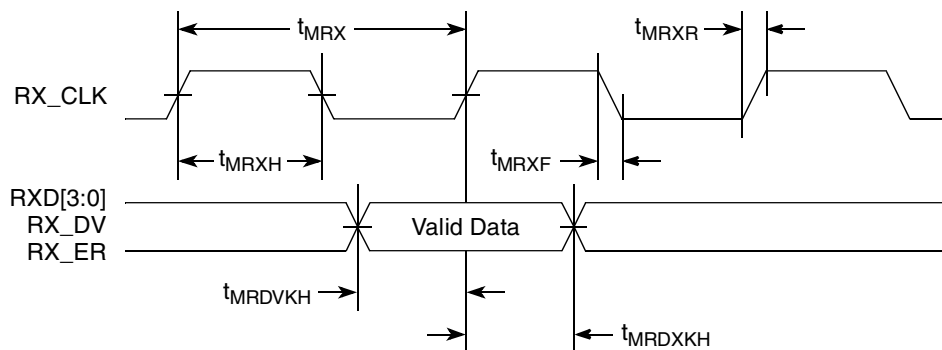 tMRX
tMRXR
RX_CLK
tMRXH
tMRXF
RXD[3:0]
RX_DV
RX_ER
Valid Data
tMRDVKH
tMRDXKH